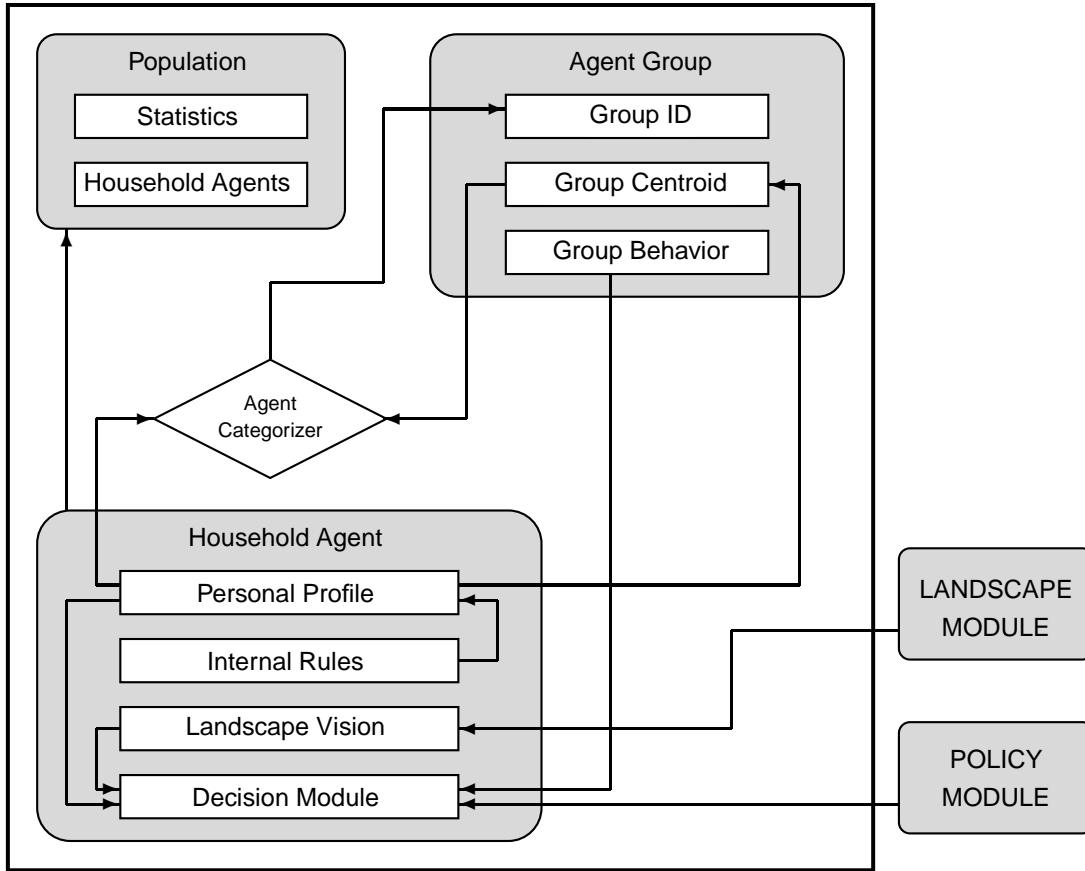 Population
Statistics
Household Agents
Agent Group
Group ID
Group Centroid
Group Behavior
Agent
Categorizer
Household Agent
Personal Profile
Internal Rules
Landscape Vision
Decision Module
LANDSCAPE
MODULE
POLICY
MODULE